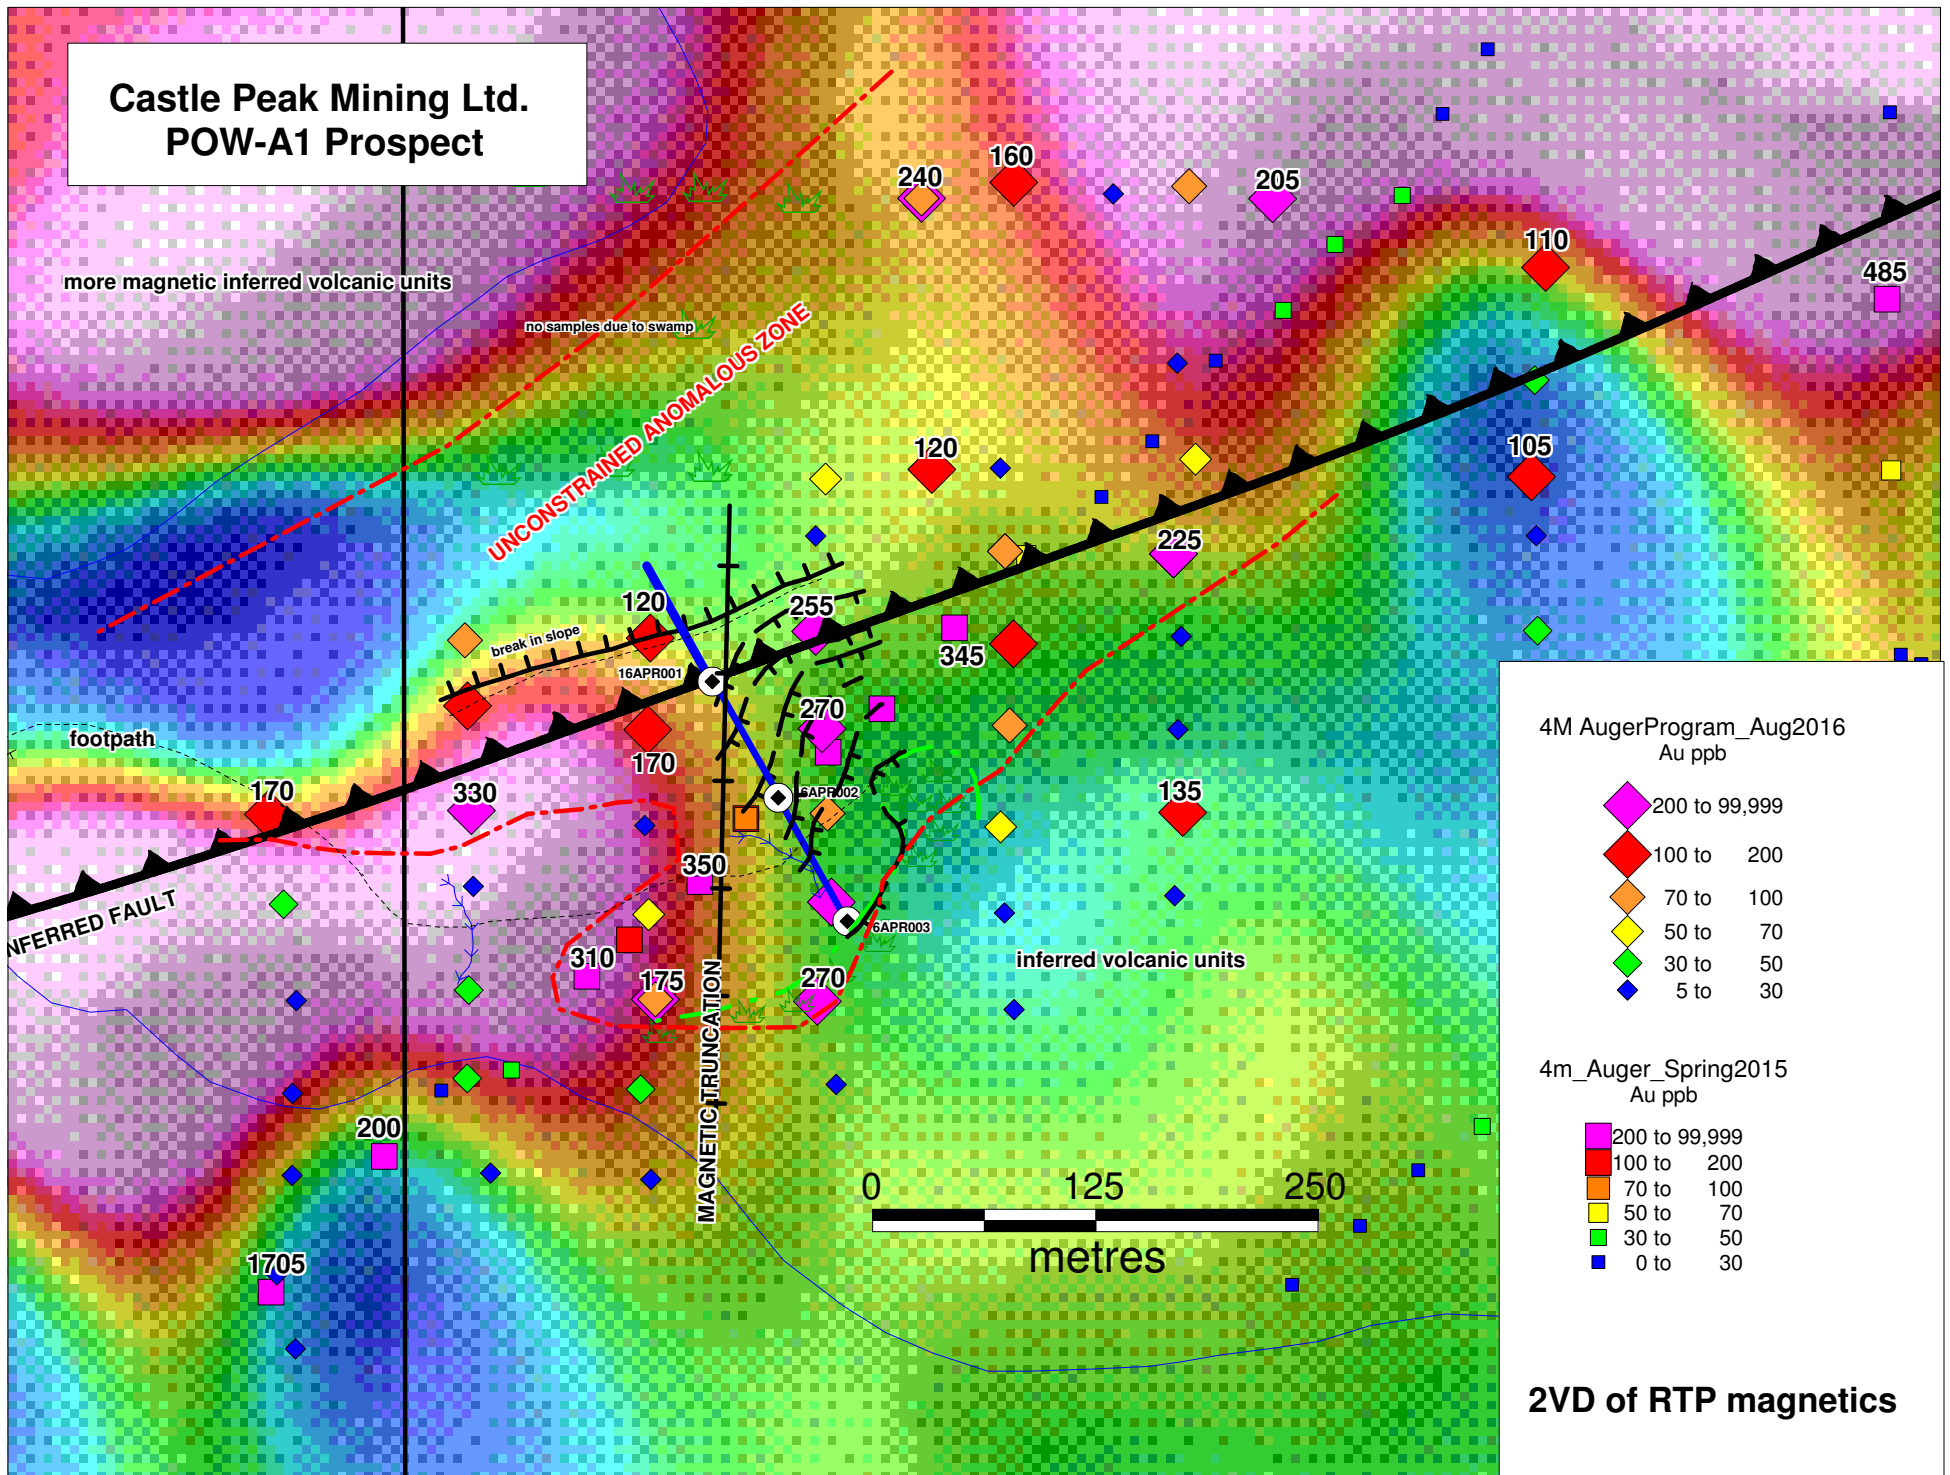 Castle Peak Mining Ltd.
POW-A1 Prospect
240
160
205
110
485
more magnetic inferred volcanic units
no samples due to swamp
UNCONSTRAINED ANOMALOUS ZONE
120
105
225
120
255
break in slope
345
16APR001
270
footpath
170
170
330
6APR002
135
350
NFERRED FAULT
6APR003
310
175
270
inferred volcanic units
MAGNETIC TRUNCATION
200
1705
0 125 250
metres
4M AugerProgram_Aug2016
Au ppb
200 to 99,999
100 to 200
70 to 100
50 to 70
30 to 50
5 to 30
4m_Auger_Spring2015
Au ppb
200 to 99,999
100 to 200
70 to 100
50 to 70
30 to 50
0 to 30
2VD of RTP magnetics